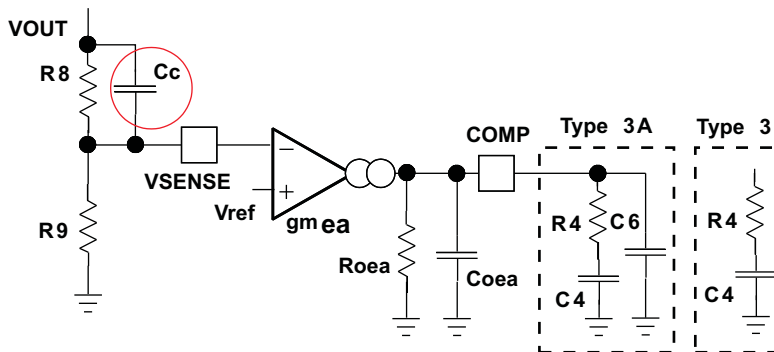 VOUT
R8
Cc
VSENSE
R9
Vref
gm ea
Roea
Coea
COMP
Type 3A
R4
C6
C4
Type 3
R4
C4